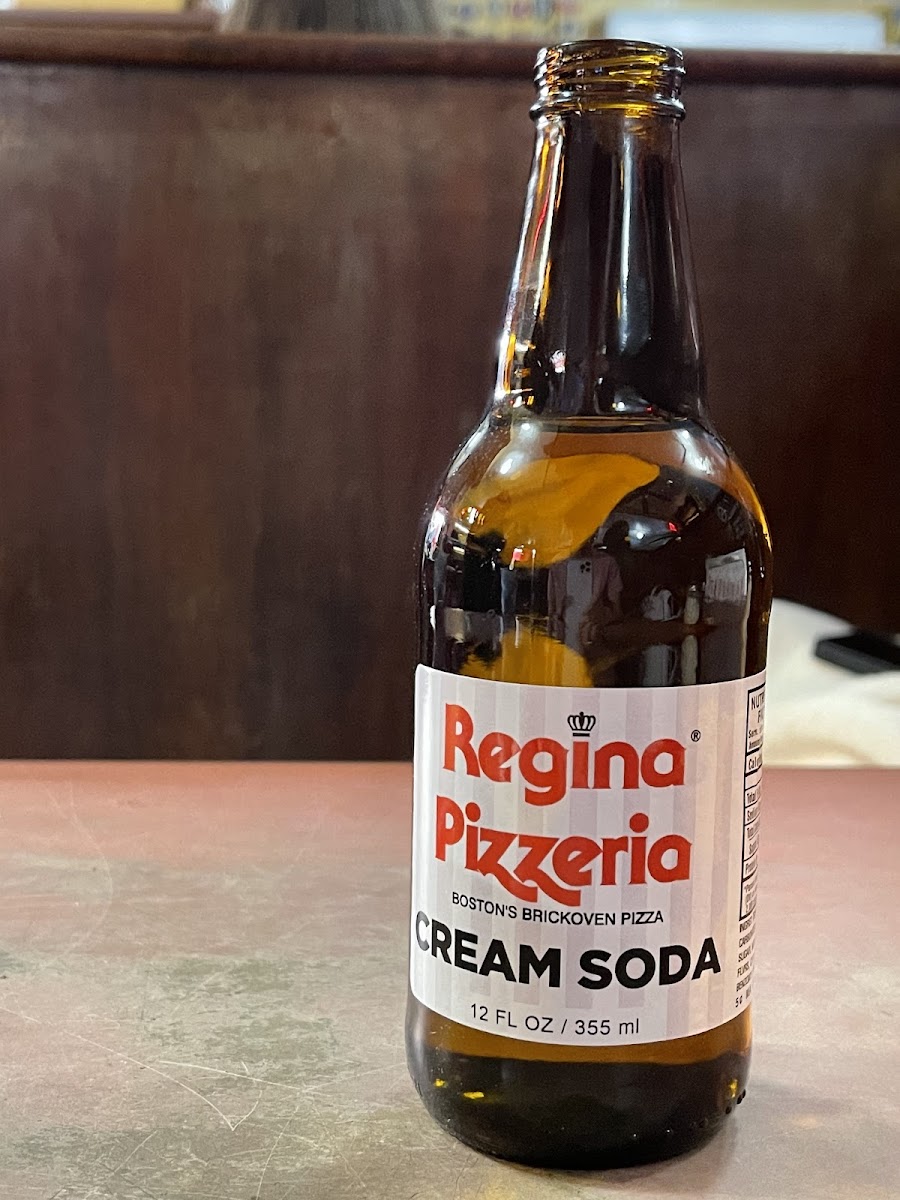 Regina®
Pizzeria
BOSTON'S BRICKOVEN PIZZA
CREAM SODA
12 FL OZ / 355 ml